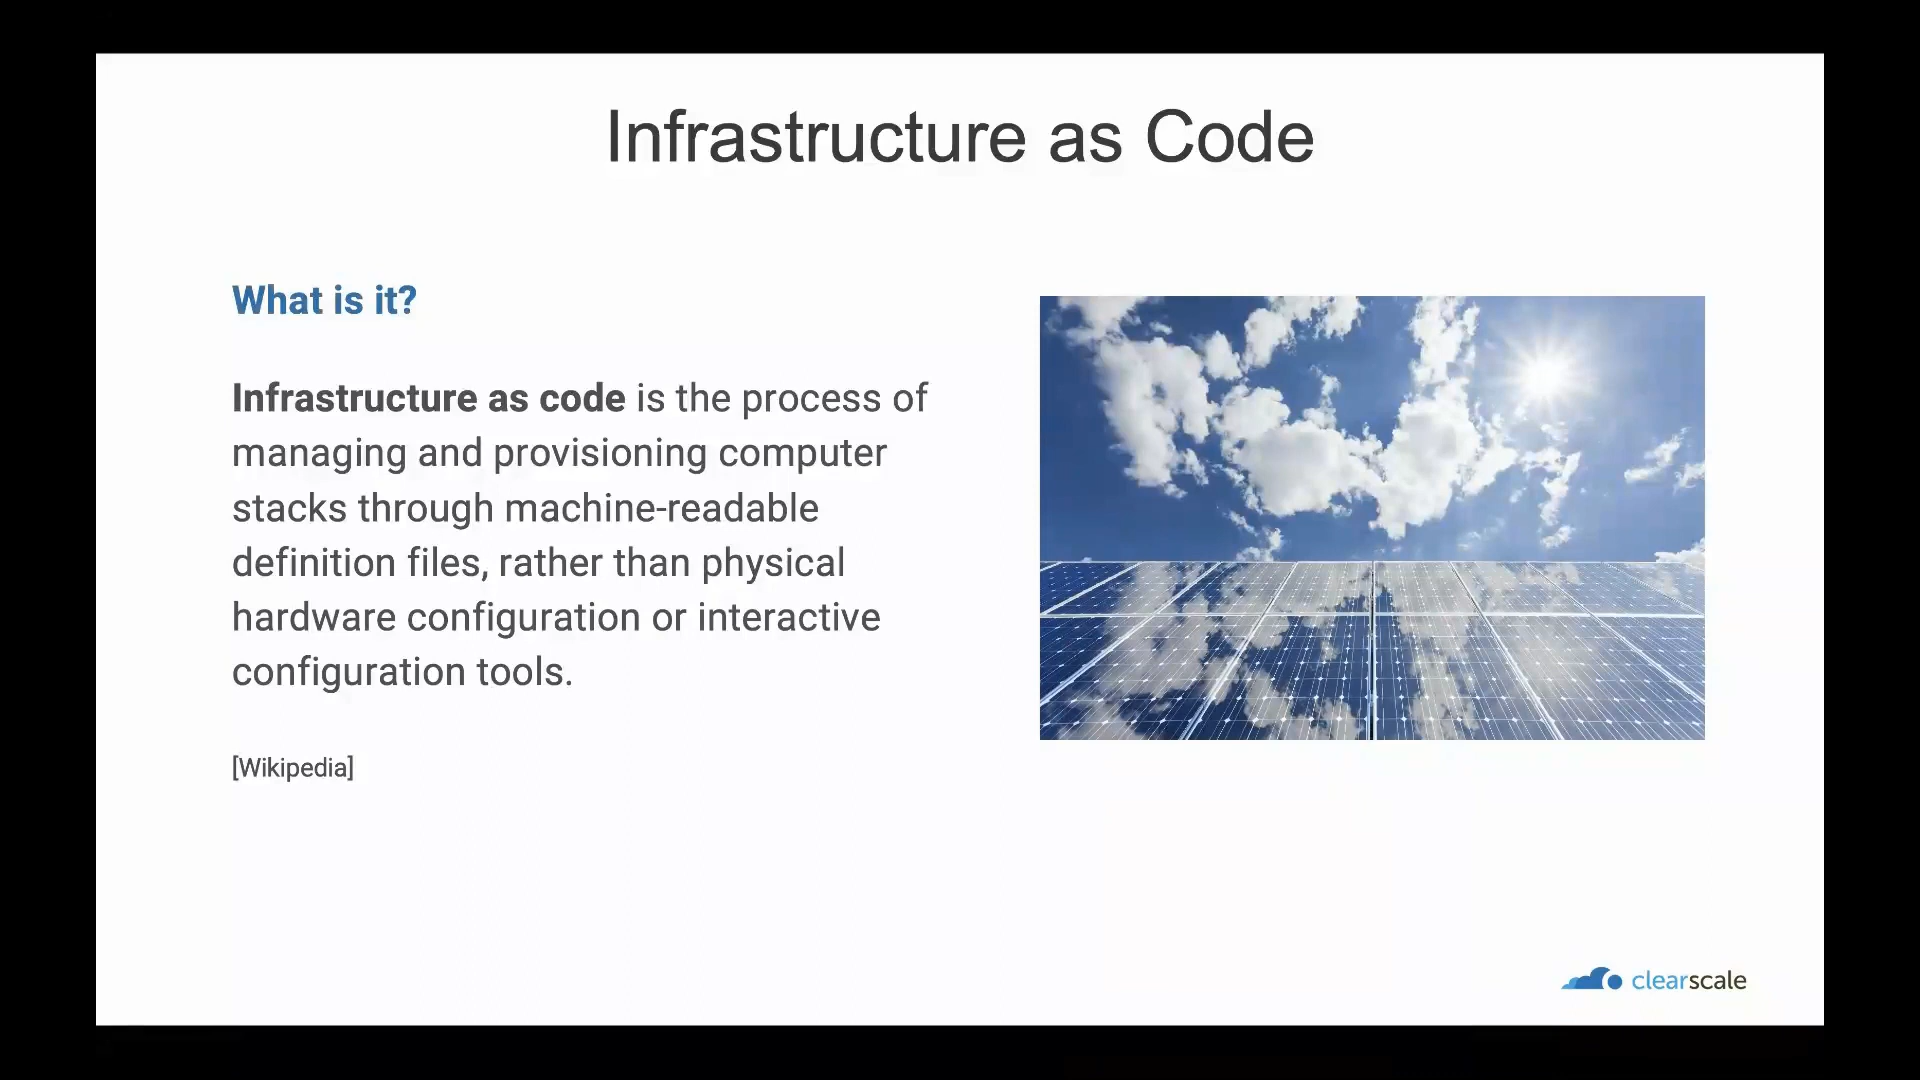 Infrastructure as Code
What is it?
Infrastructure as code is the process of
managing and provisioning computer
stacks through machine-readable
definition files, rather than physical
hardware configuration or interactive
configuration tools.
[Wikipedia]
clearscale